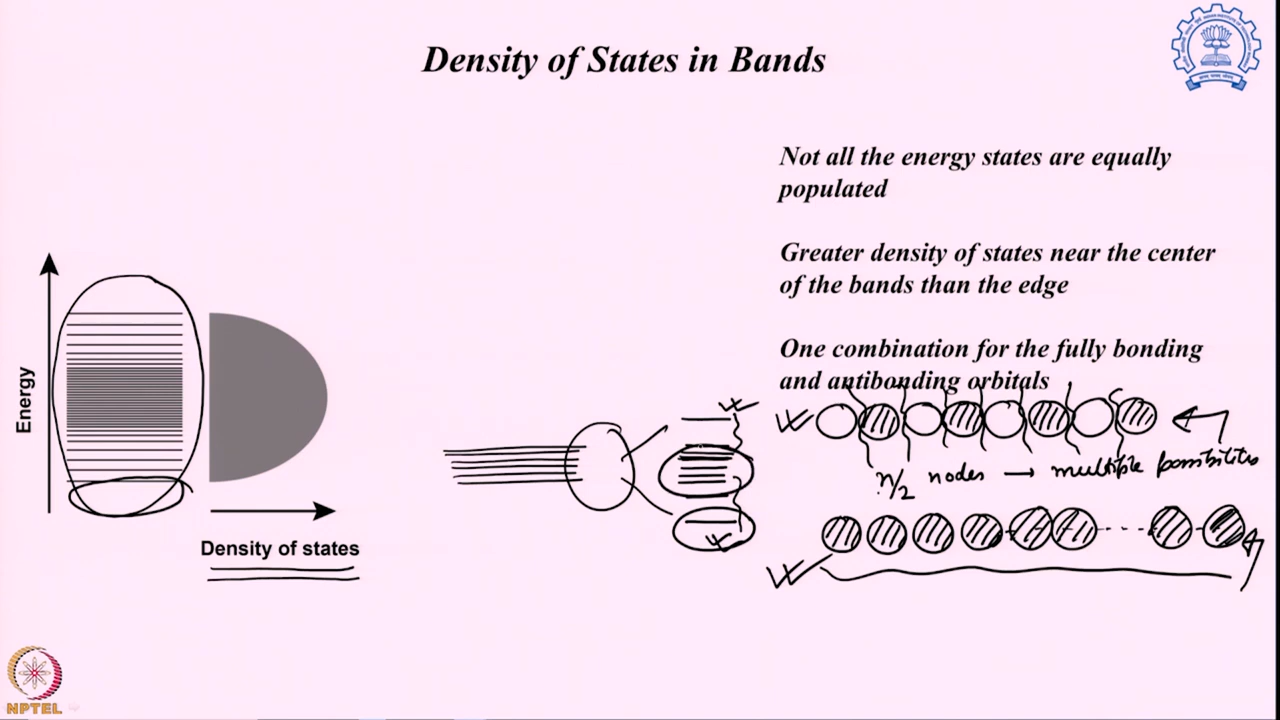 Density of States in Bands
Not all the energy states are equally
populated
Greater density of states near the center
of the bands than the edge
One combination for the fully bonding
and antibonding orbitals
n/2 nodes → multiple possibilities
Energy
Density of states
NPTEL